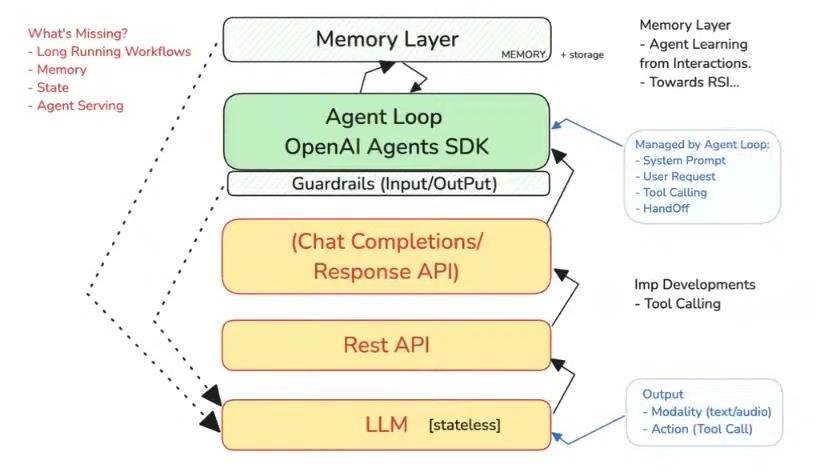 What's Missing?
- Long Running Workflows
- Memory
- State
- Agent Serving
Memory Layer
MEMORY
+ storage
Memory Layer
- Agent Learning
from Interactions.
- Towards RSI...
Agent Loop
OpenAI Agents SDK
Guardrails (Input/OutPut)
Managed by Agent Loop:
- System Prompt
- User Request
- Tool Calling
- HandOff
(Chat Completions/
Response API)
Imp Developments
- Tool Calling
Rest API
LLM
[stateless]
Output
- Modality (text/audio)
- Action (Tool Call)